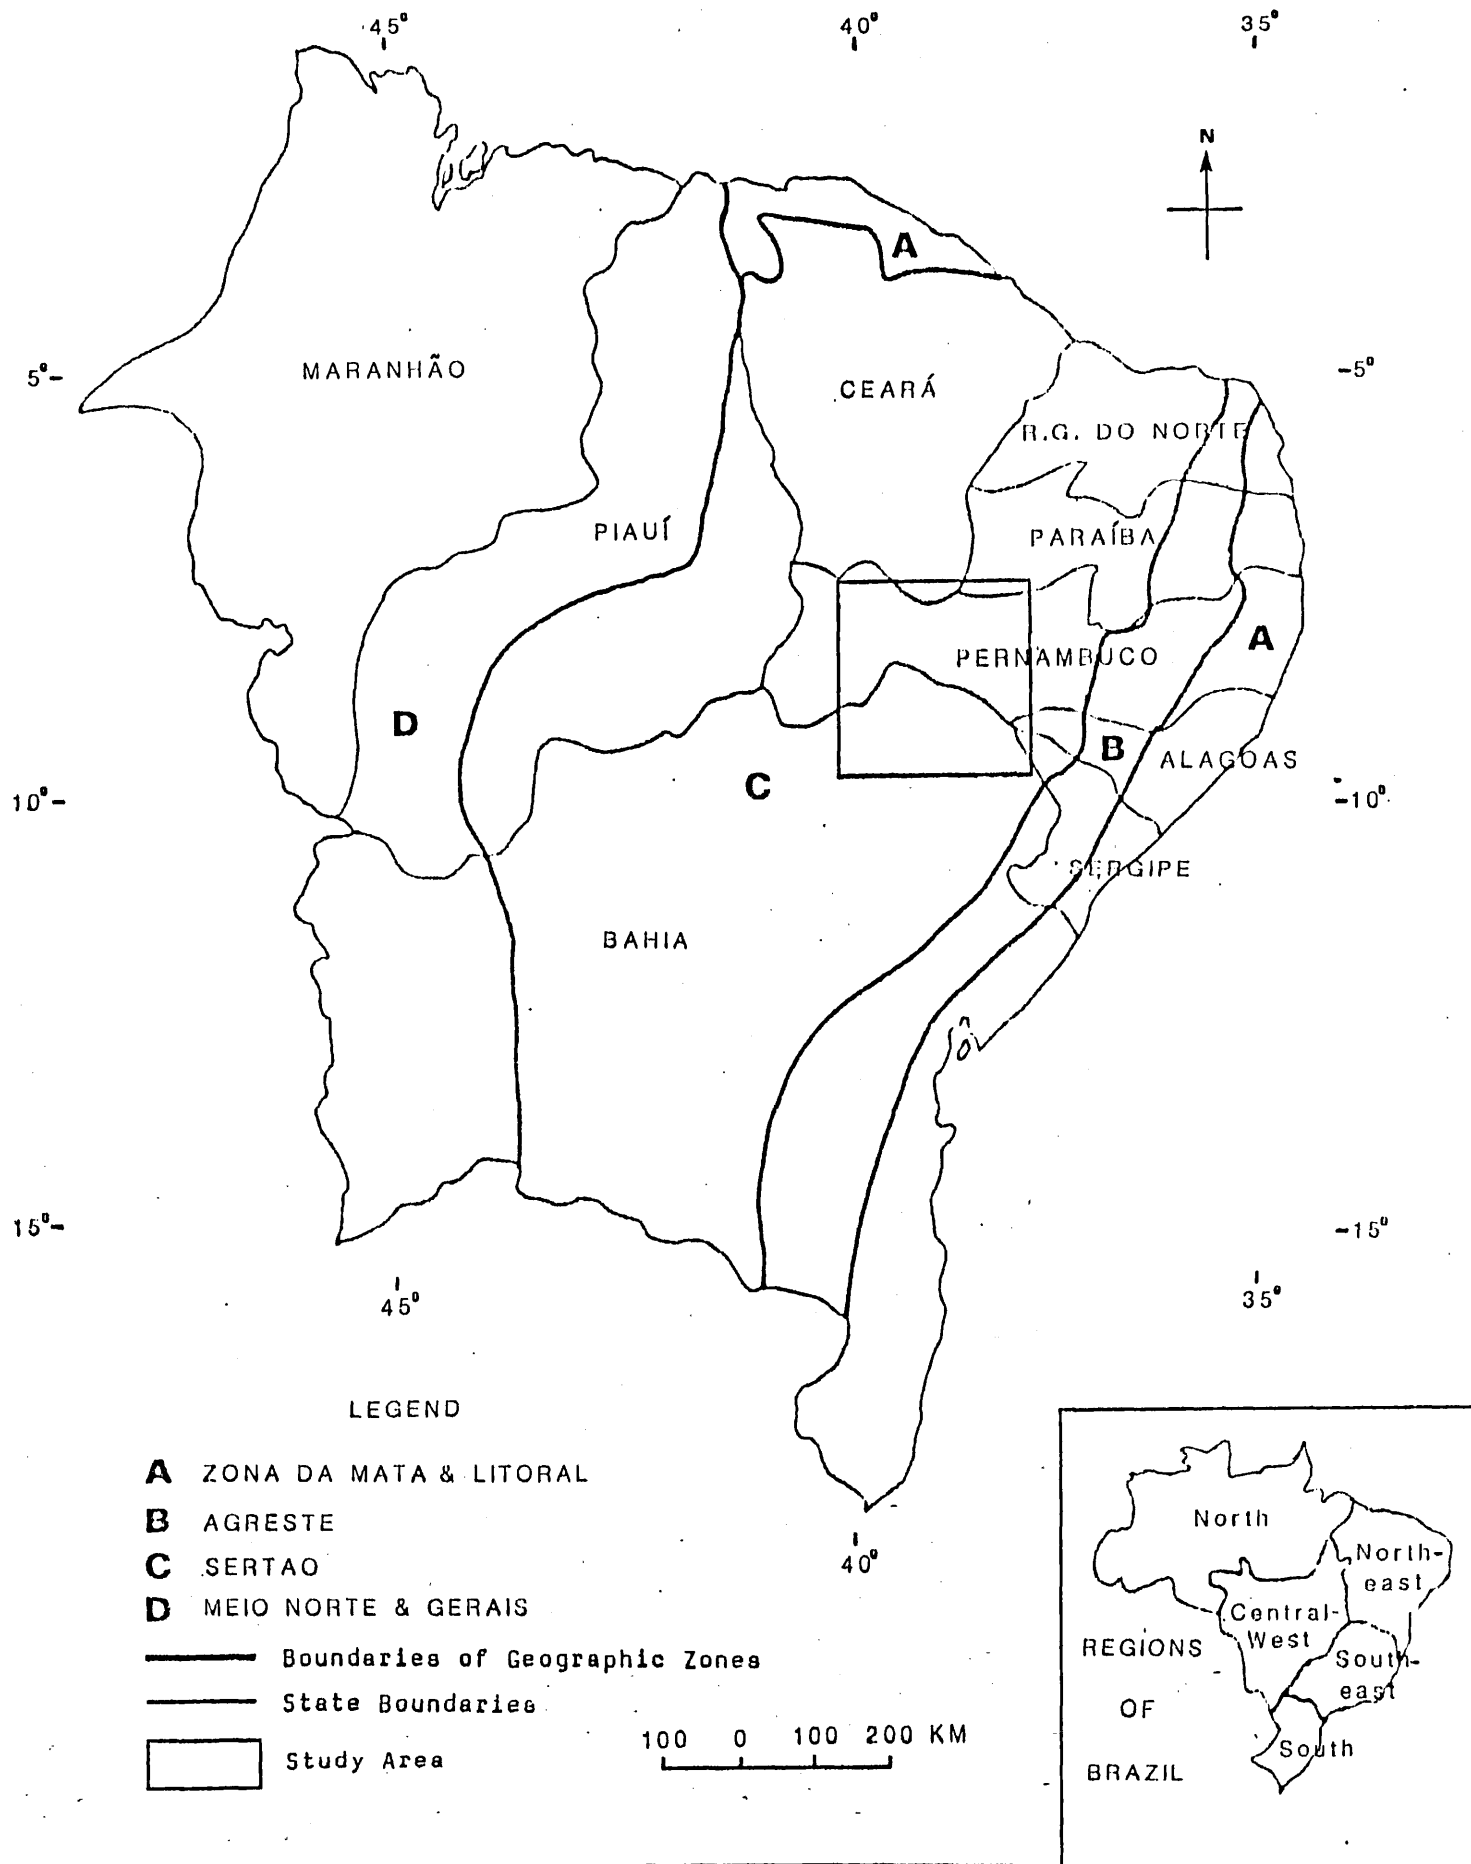 45° 40° 35°
N
A
5°- MARANHÃO CEARÁ -5°
R.G. DO NORTE
PIAUÍ PARAÍBA
A
PERNAMBUCO
D B
ALAGOAS
C
10°- -10°
SERGIPE
BAHIA
15°- -15°
45° 35°
40°
LEGEND
A ZONA DA MATA & LITORAL
B AGRESTE
C SERTAO
D MEIO NORTE & GERAIS
Boundaries of Geographic Zones
State Boundaries
Study Area
100 0 100 200 KM
North
North-
east
Central-
West
South-
east
South
REGIONS
OF
BRAZIL